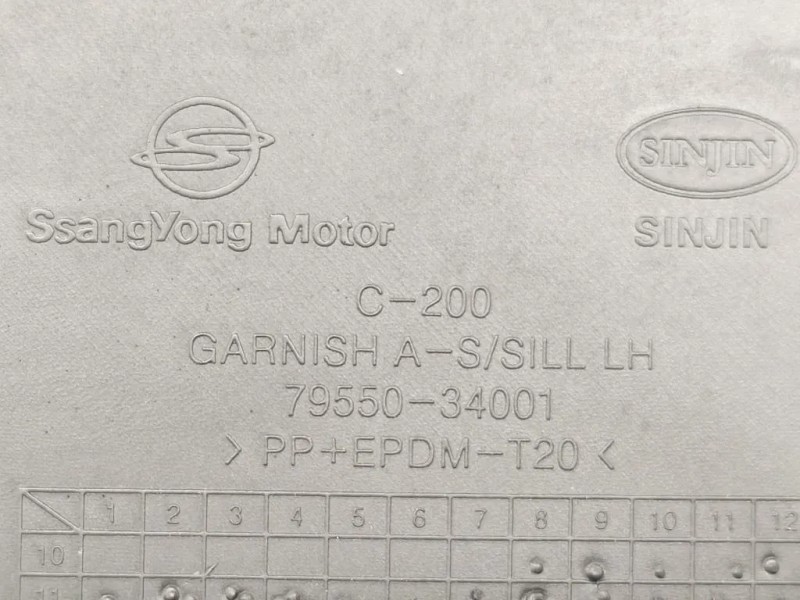 SINJIN
SsangYong Motor
SINJIN
C-200
GARNISH A-S/SILL LH
79550-34001
> PP+EPDM-T20 <
1 2 3 4 5 6 7 8 9 10 11 12
10
11